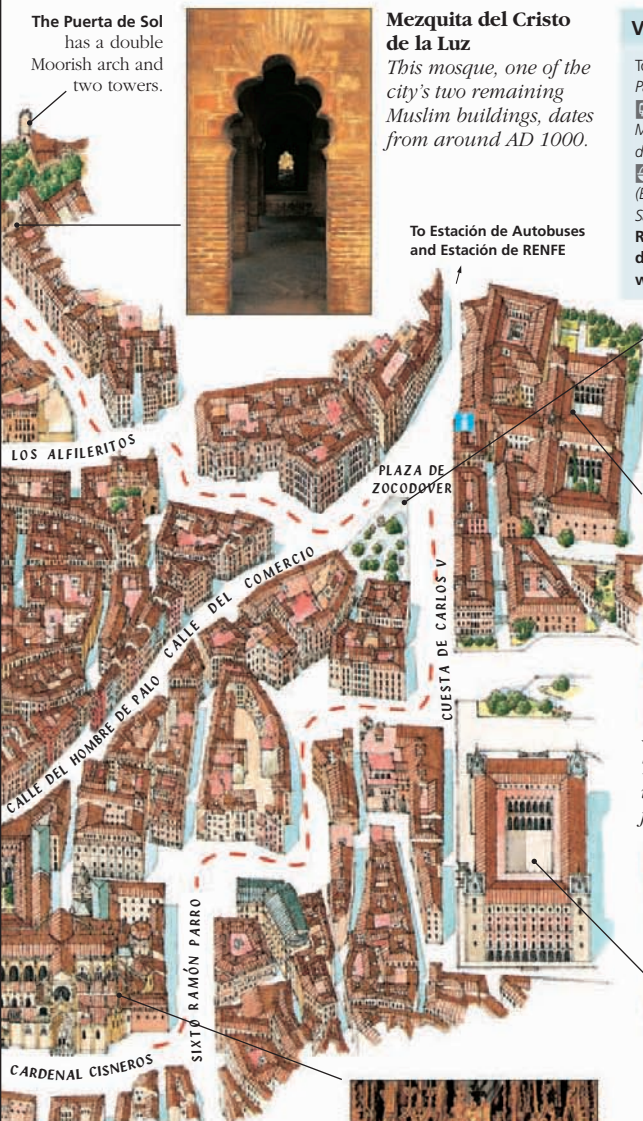 The Puerta de Sol
has a double
Moorish arch and
two towers.
Mezquita del Cristo
de la Luz
This mosque, one of the
city's two remaining
Muslim buildings, dates
from around AD 1000.
To Estación de Autobuses
and Estación de RENFE
LOS ALFILERITOS
PLAZA DE
ZOCODOVER
CALLE DEL COMERCIO
CUESTA DE CARLOS V
CALLE DEL HOMBRE DE PALO
SIXTO RAMÓN PARRO
CARDENAL CISNEROS